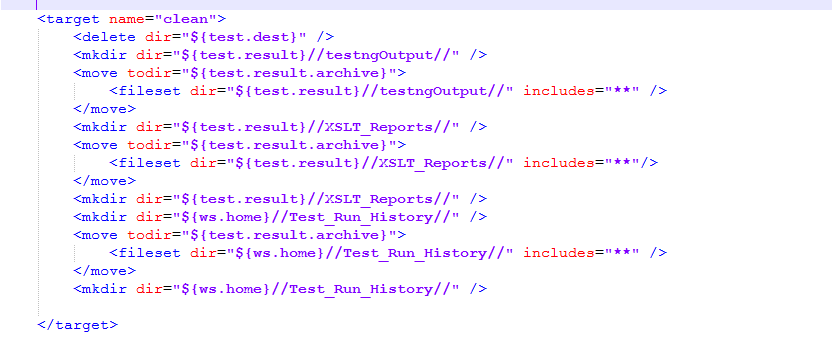 <target name="clean">
<delete dir="${test.dest}" />
<mkdir dir="${test.result}//testngOutput//" />
<move todir="${test.result.archive}">
<fileset dir="${test.result}//testngOutput//" includes="**" />
</move>
<mkdir dir="${test.result}//XSLT_Reports//" />
<move todir="${test.result.archive}">
<fileset dir="${test.result}//XSLT_Reports//" includes="**"/>
</move>
<mkdir dir="${test.result}//XSLT_Reports//" />
<mkdir dir="${ws.home}//Test_Run_History//" />
<move todir="${test.result.archive}">
<fileset dir="${ws.home}//Test_Run_History//" includes="**" />
</move>
<mkdir dir="${ws.home}//Test_Run_History//" />
</target>